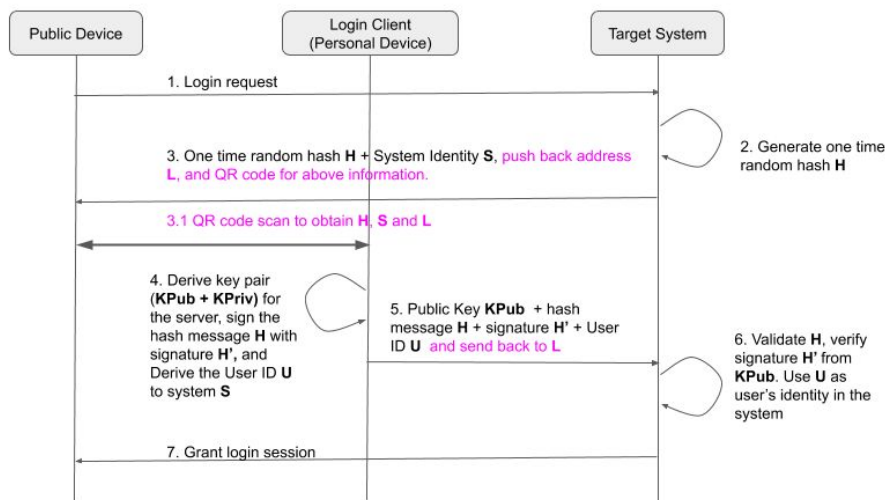 Public Device
Login Client
(Personal Device)
Target System
1. Login request
2. Generate one time
random hash H
3. One time random hash H + System Identity S, push back address
L, and QR code for above information.
3.1 QR code scan to obtain H, S and L
4. Derive key pair
(KPub + KPriv) for
the server, sign the
hash message H with
signature H', and
Derive the User ID U
to system S
5. Public Key KPub + hash
message H + signature H' + User
ID U and send back to L
6. Validate H, verify
signature H' from
KPub. Use U as
user's identity in the
system
7. Grant login session